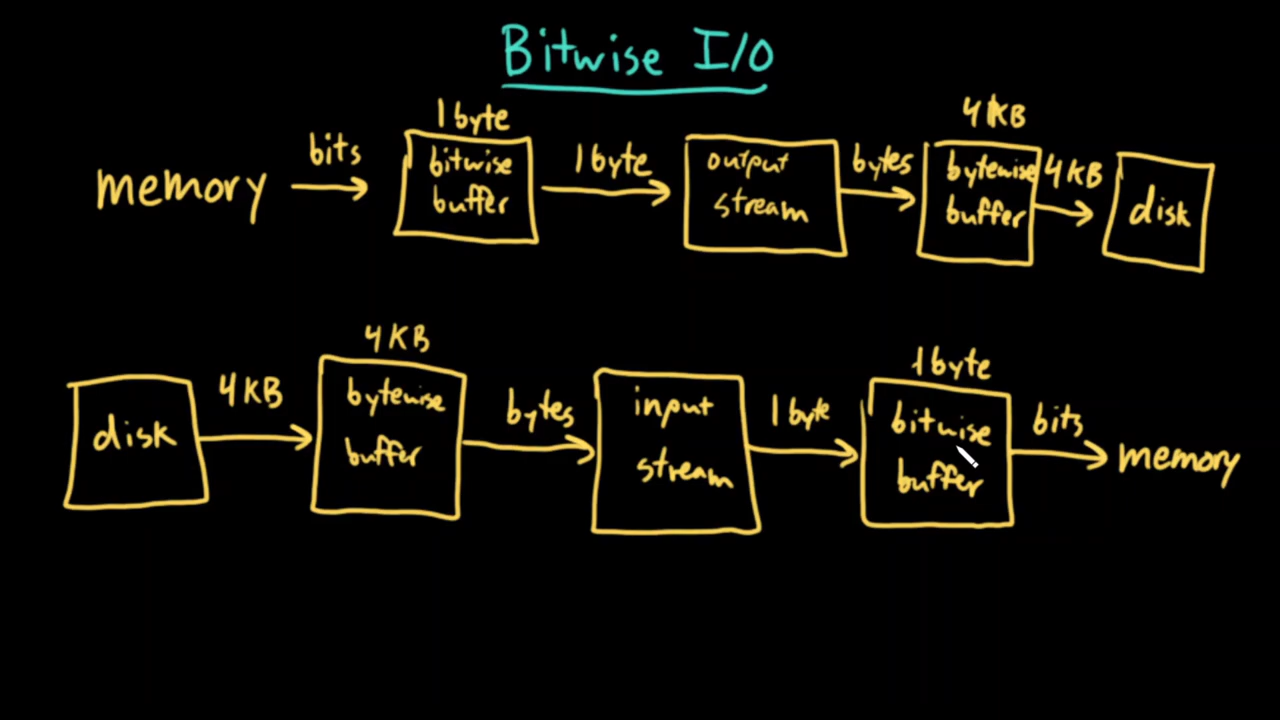 Bitwise I/O
memory
bits
1 byte
bitwise
buffer
1 byte
output
stream
bytes
4KB
bytewise
buffer
4KB
disk
disk
4KB
4KB
bytewise
buffer
bytes
input
stream
1 byte
1 byte
bitwise
buffer
bits
memory